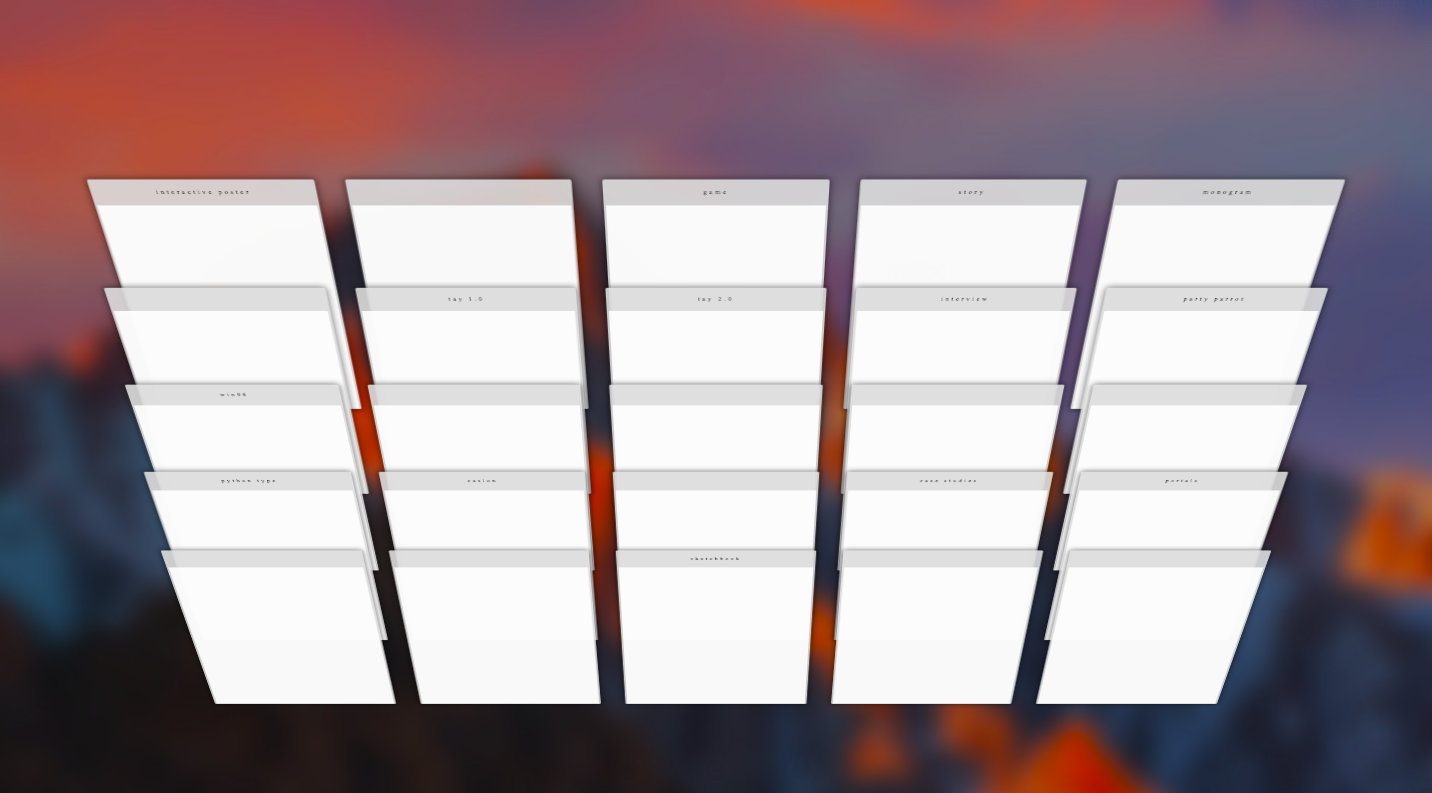 interactive poster
game
story
monogram
tay 1.0
tay 2.0
interview
party parrot
win98
python type
caslon
case studies
portals
sketchbook